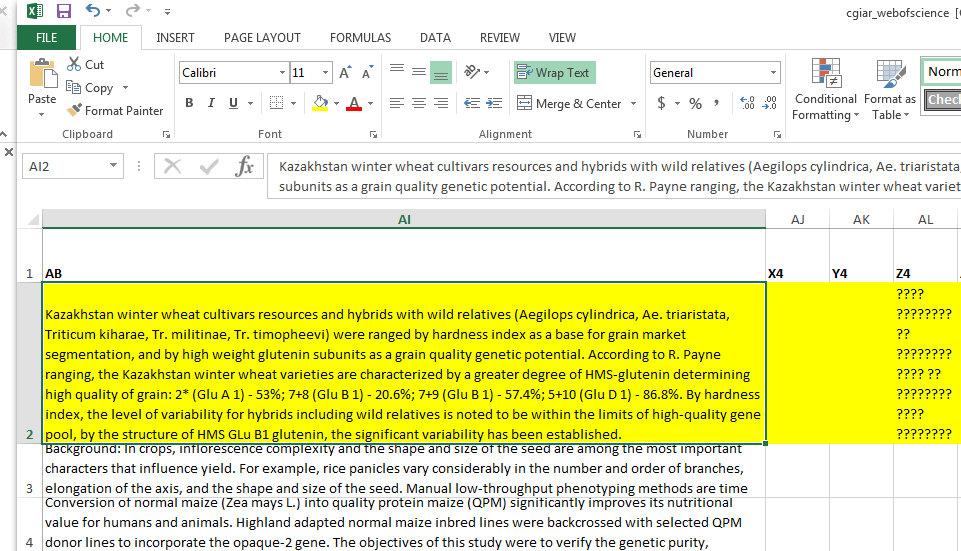 cgiar_webofscience
FILE HOME INSERT PAGE LAYOUT FORMULAS DATA REVIEW VIEW
Paste
Cut
Copy
Format Painter
Clipboard
Calibri 11
B I U
Font
Wrap Text
Merge & Center
Alignment
General
$ %
Number
Conditional Formatting
Format as Table
Norm
Chec
AI2
fx
Kazakhstan winter wheat cultivars resources and hybrids with wild relatives (Aegilops cylindrica, Ae. triaristata,
subunits as a grain quality genetic potential. According to R. Payne ranging, the Kazakhstan winter wheat variet
AI AJ AK AL
1 AB X4 Y4 Z4
Kazakhstan winter wheat cultivars resources and hybrids with wild relatives (Aegilops cylindrica, Ae. triaristata,
Triticum kiharae, Tr. militinae, Tr. timopheevi) were ranged by hardness index as a base for grain market
segmentation, and by high weight glutenin subunits as a grain quality genetic potential. According to R. Payne
ranging, the Kazakhstan winter wheat varieties are characterized by a greater degree of HMS-glutenin determining
high quality of grain: 2* (Glu A 1) - 53%; 7+8 (Glu B 1) - 20.6%; 7+9 (Glu B 1) - 57.4%; 5+10 (Glu D 1) - 86.8%. By hardness
index, the level of variability for hybrids including wild relatives is noted to be within the limits of high-quality gene
2 pool, by the structure of HMS GLu B1 glutenin, the significant variability has been established.
????
????????
??
????????
???? ??
????????
????
????????
Background: In crops, inflorescence complexity and the shape and size of the seed are among the most important
characters that influence yield. For example, rice panicles vary considerably in the number and order of branches,
3 elongation of the axis, and the shape and size of the seed. Manual low-throughput phenotyping methods are time
Conversion of normal maize (Zea mays L.) into quality protein maize (QPM) significantly improves its nutritional
value for humans and animals. Highland adapted normal maize inbred lines were backcrossed with selected QPM
4 donor lines to incorporate the opaque-2 gene. The objectives of this study were to verify the genetic purity,